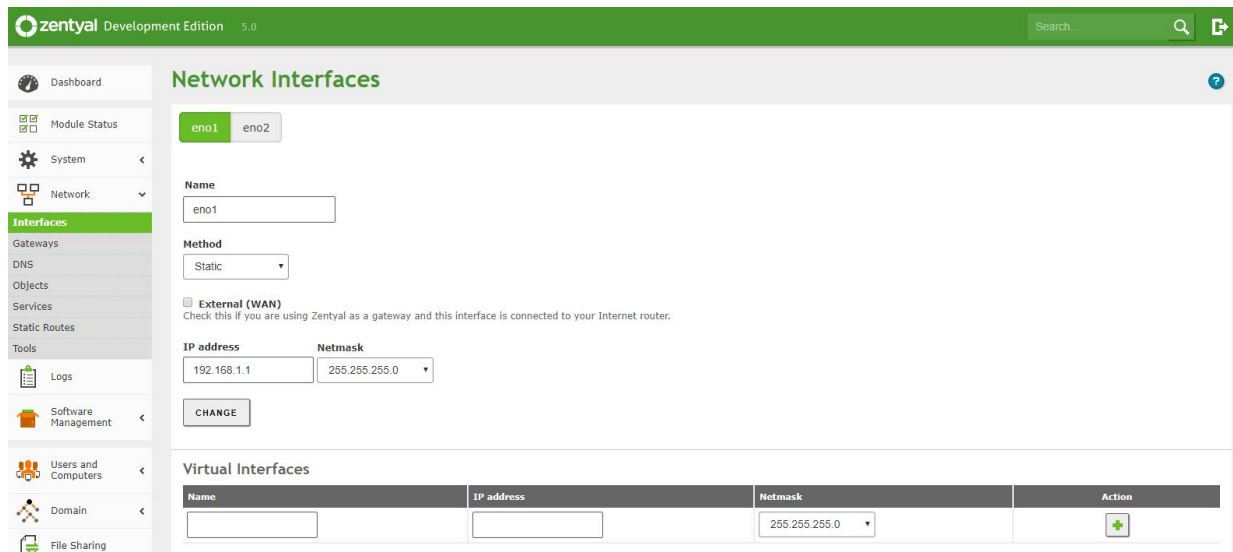 zentyal Development Edition 5.0
Search...
Dashboard
Module Status
System
Network
Interfaces
Gateways
DNS
Objects
Services
Static Routes
Tools
Logs
Software
Management
Users and
Computers
Domain
File Sharing
Network Interfaces
?
eno1 eno2
Name
eno1
Method
Static
External (WAN)
Check this if you are using Zentyal as a gateway and this interface is connected to your Internet router.
IP address Netmask
192.168.1.1 255.255.255.0
CHANGE
Virtual Interfaces
Name IP address Netmask Action
255.255.255.0